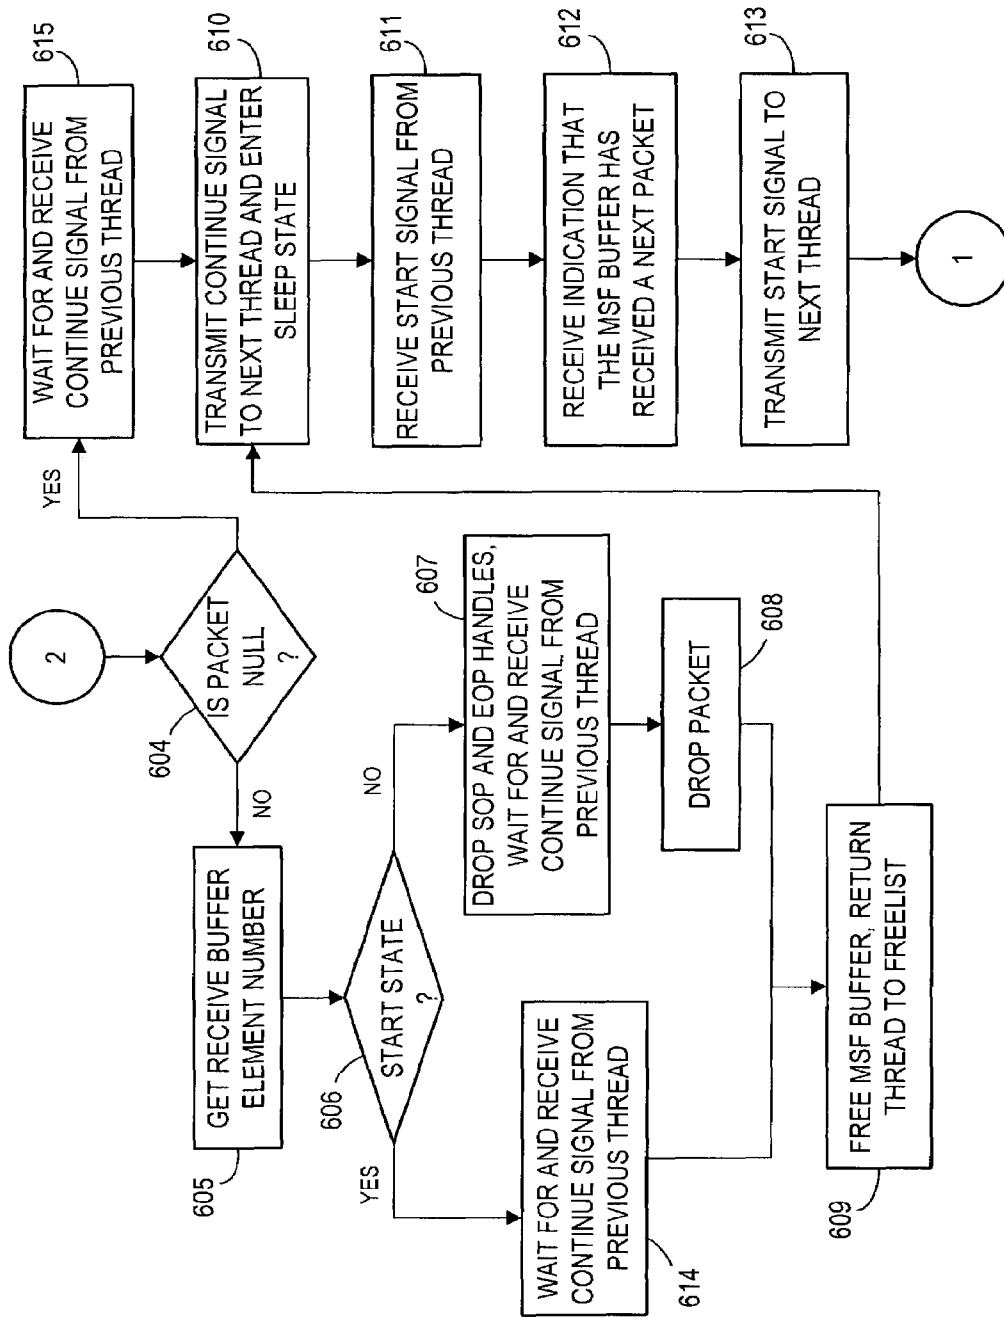 2
IS PACKET
NULL
?
604
YES
NO
WAIT FOR AND RECEIVE
CONTINUE SIGNAL FROM
PREVIOUS THREAD
615
GET RECEIVE BUFFER
ELEMENT NUMBER
605
START STATE
?
606
YES
NO
WAIT FOR AND RECEIVE
CONTINUE SIGNAL FROM
PREVIOUS THREAD
614
DROP SOP AND EOP HANDLES,
WAIT FOR AND RECEIVE
CONTINUE SIGNAL FROM
PREVIOUS THREAD
607
DROP PACKET
608
FREE MSF BUFFER, RETURN
THREAD TO FREELIST
609
TRANSMIT CONTINUE SIGNAL
TO NEXT THREAD AND ENTER
SLEEP STATE
610
RECEIVE START SIGNAL FROM
PREVIOUS THREAD
611
RECEIVE INDICATION THAT
THE MSF BUFFER HAS
RECEIVED A NEXT PACKET
612
TRANSMIT START SIGNAL TO
NEXT THREAD
613
1